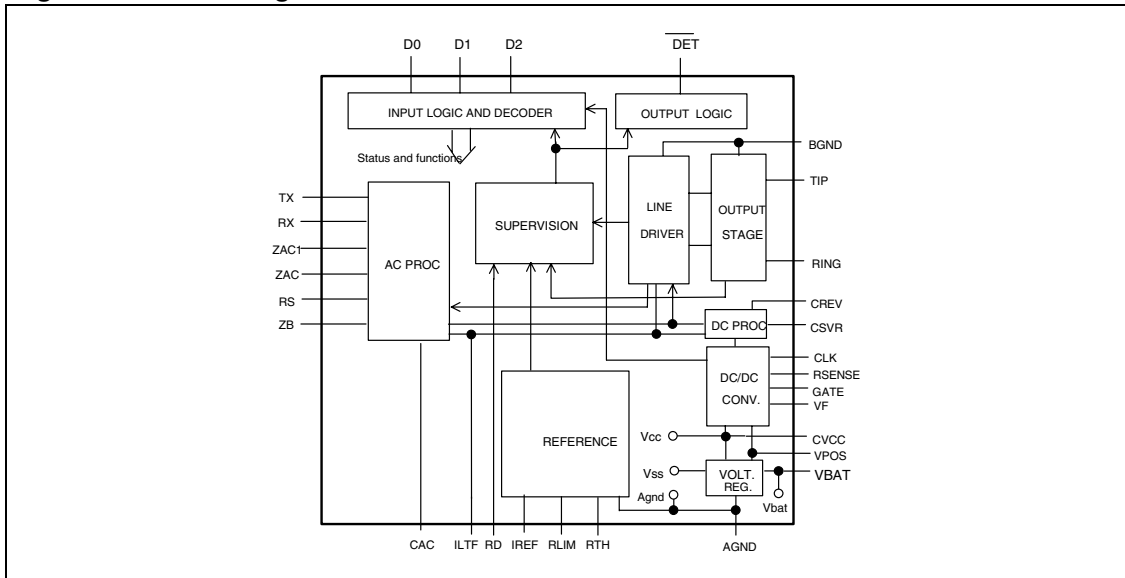 D0 D1 D2 DET
INPUT LOGIC AND DECODER
OUTPUT LOGIC
Status and functions
BGND
TIP
RING
CREV
CSVR
CLK
RSENSE
GATE
VF
CVCC
VPOS
VBAT
TX
RX
ZAC1
ZAC
RS
ZB
AC PROC
SUPERVISION
LINE
DRIVER
OUTPUT
STAGE
DC PROC
DC/DC
CONV.
REFERENCE
Vcc
Vss
Agnd
VOLT.
REG.
Vbat
CAC ILTF RD IREF RLIM RTH AGND